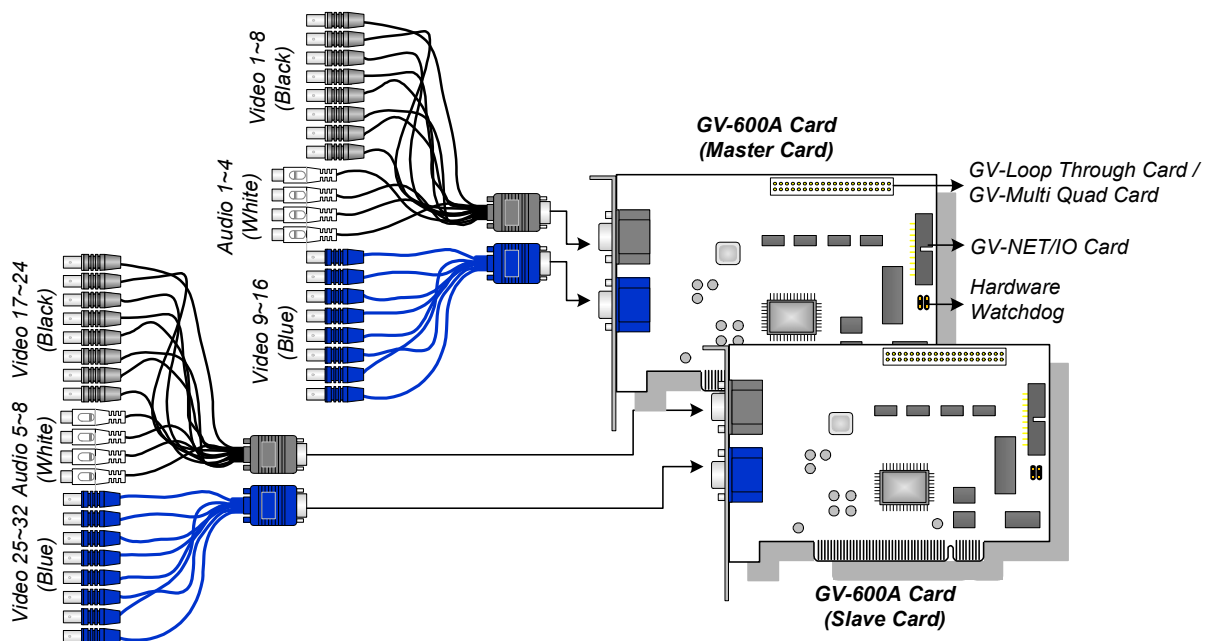 Video 1~8
(Black)
Audio 1~4
(White)
Video 9~16
(Blue)
Video 17~24
(Black)
Audio 5~8
(White)
Video 25~32
(Blue)
GV-600A Card
(Master Card)
GV-Loop Through Card /
GV-Multi Quad Card
GV-NET/IO Card
Hardware
Watchdog
GV-600A Card
(Slave Card)